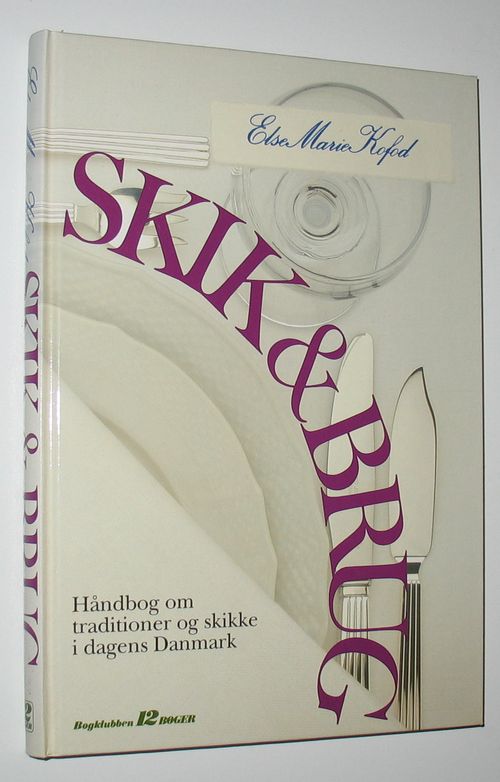 Else Marie Kofod
SKIK & BRUG
Håndbog om
traditioner og skikke
i dagens Danmark
Bogklubben 12 BØGER
SKIK & BRUG